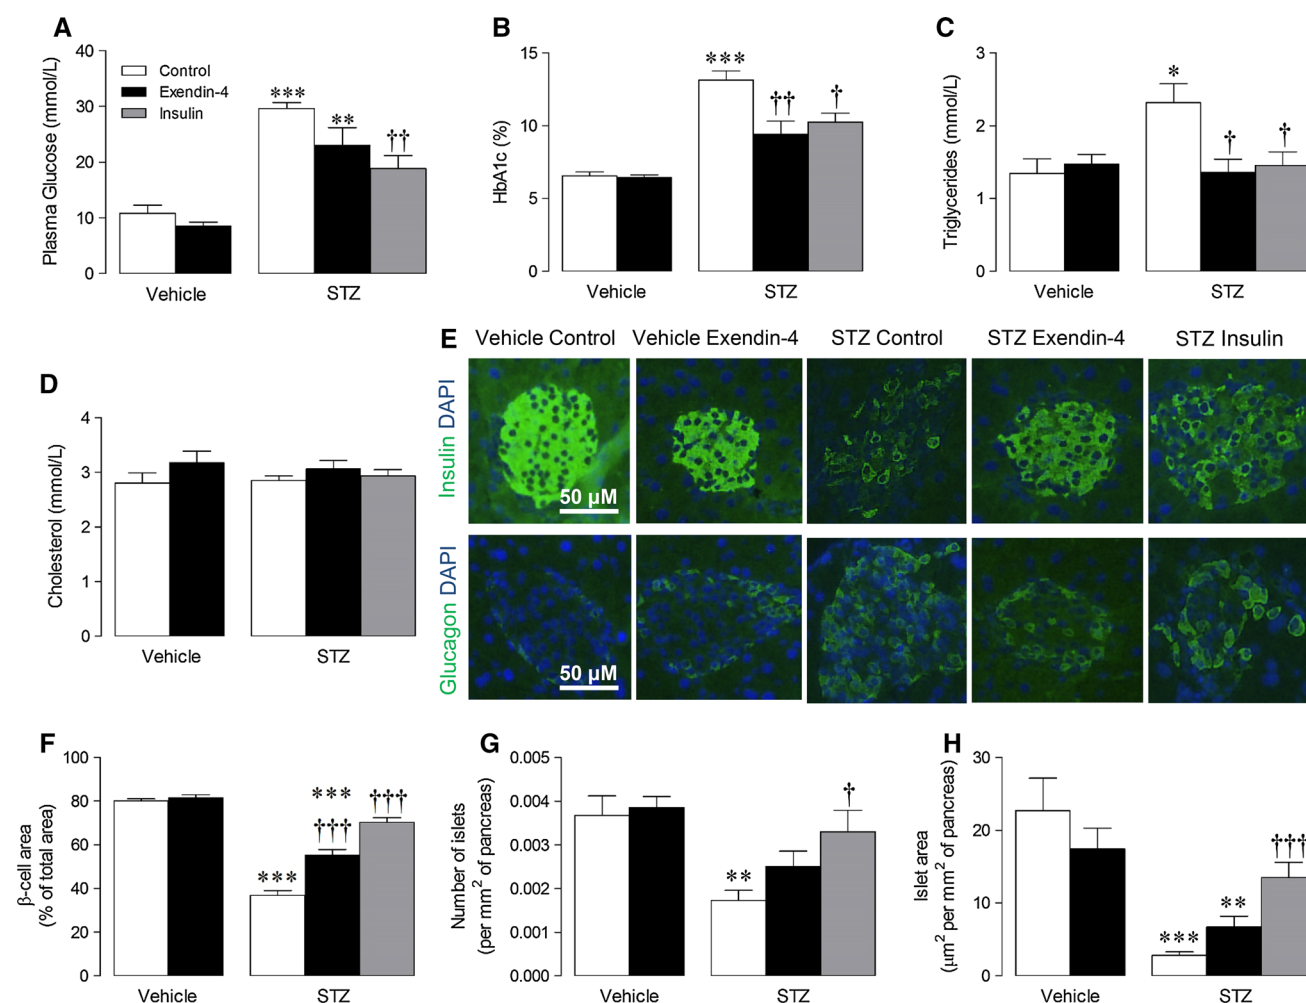 A
Plasma Glucose (mmol/L)
40
30
20
10
0
Control
Exendin-4
Insulin
***
**
††
Vehicle
STZ
B
HbA1c (%)
15
10
5
0
***
††
†
Vehicle
STZ
C
Triglycerides (mmol/L)
3
2
1
0
*
†
†
Vehicle
STZ
D
Cholesterol (mmol/L)
4
3
2
1
0
Vehicle
STZ
E
Vehicle Control
Vehicle Exendin-4
STZ Control
STZ Exendin-4
STZ Insulin
Insulin DAPI
50 µM
Glucagon DAPI
50 µM
F
β-cell area
(% of total area)
100
80
60
40
20
0
***
***
†††
†††
Vehicle
STZ
G
Number of islets
(per mm² of pancreas)
0.005
0.004
0.003
0.002
0.001
0.000
**
†
Vehicle
STZ
H
Islet area
(µm² per mm² of pancreas)
30
20
10
0
***
**
†††
Vehicle
STZ